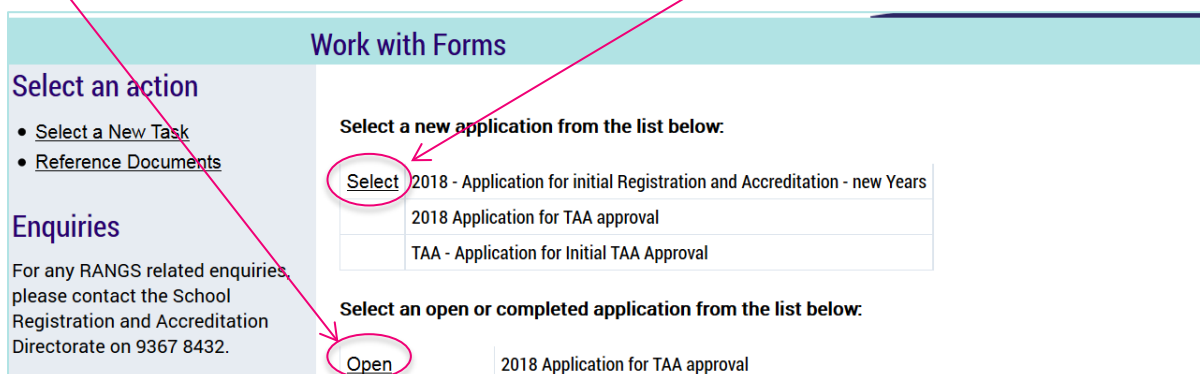 Work with Forms
Select an action
Select a New Task
Reference Documents
Enquiries
For any RANGS related enquiries,
please contact the School
Registration and Accreditation
Directorate on 9367 8432.
Select a new application from the list below:
Select 2018 - Application for initial Registration and Accreditation - new Years
2018 Application for TAA approval
TAA - Application for Initial TAA Approval
Select an open or completed application from the list below:
Open 2018 Application for TAA approval